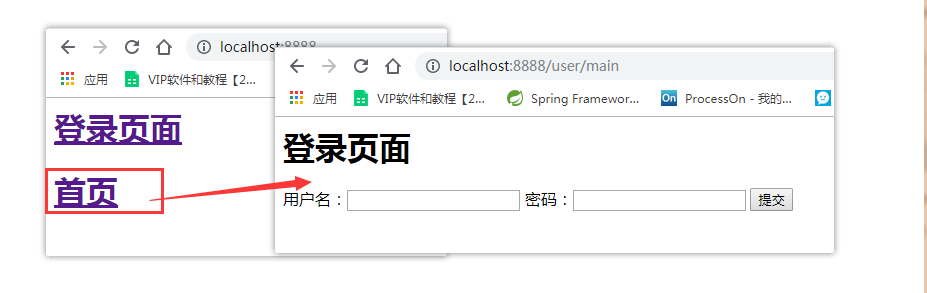 localhost:8888
应用 VIP软件和教程【2...
登录页面
首页
localhost:8888/user/main
应用 VIP软件和教程【2... Spring Framewor... On ProcessOn - 我的...
登录页面
用户名： 密码： 提交